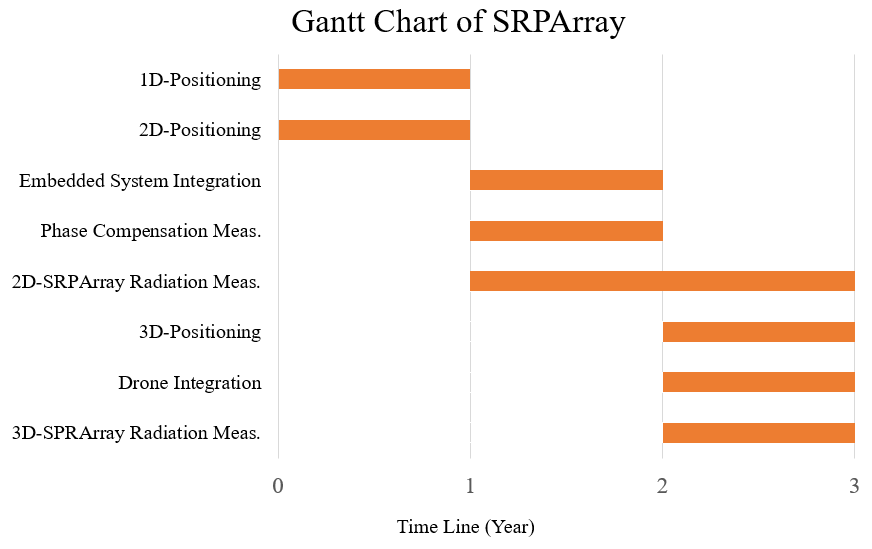 Gantt Chart of SRPArray
1D-Positioning
2D-Positioning
Embedded System Integration
Phase Compensation Meas.
2D-SRPArray Radiation Meas.
3D-Positioning
Drone Integration
3D-SPRArray Radiation Meas.
0 1 2 3
Time Line (Year)